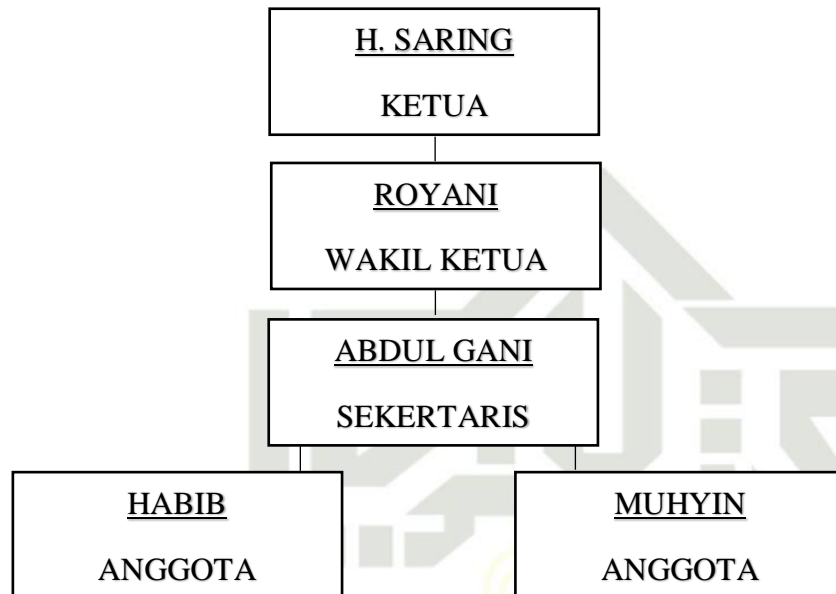 H. SARING
KETUA
ROYANI
WAKIL KETUA
ABDUL GANI
SEKERTARIS
HABIB
ANGGOTA
MUHYIN
ANGGOTA